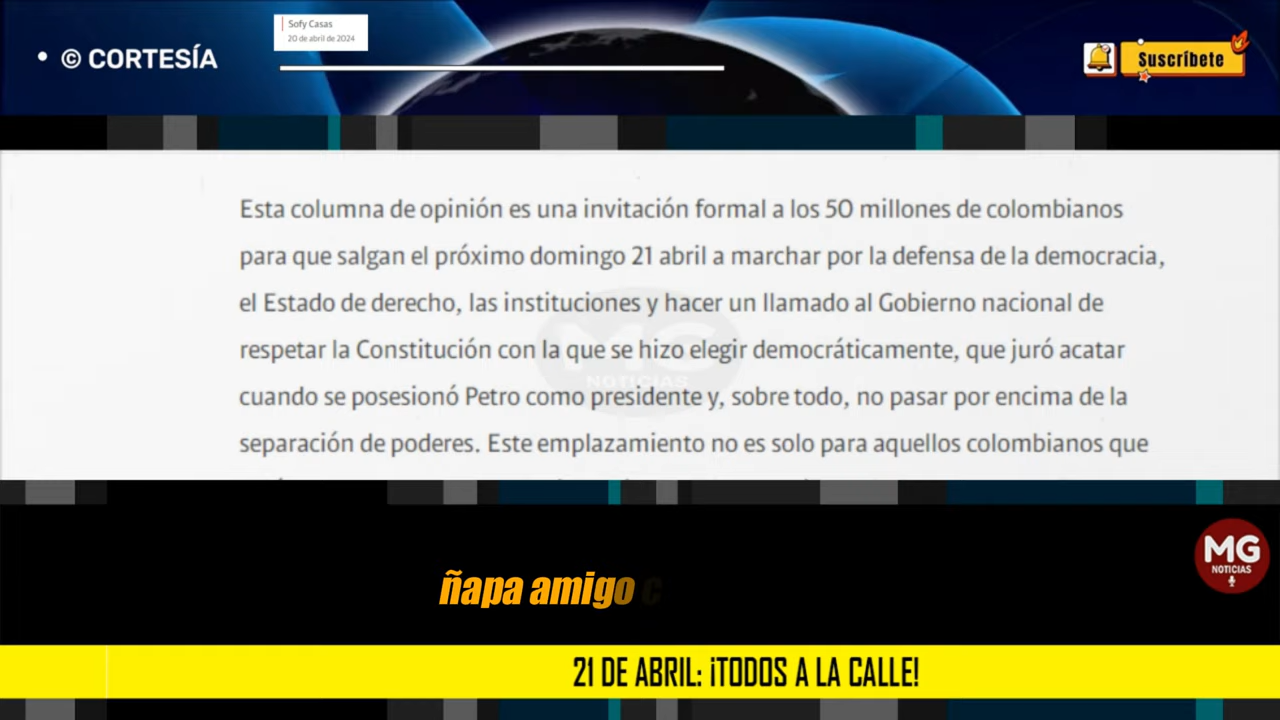 Sofy Casas
20 de abril de 2024
• © CORTESÍA
Suscríbete
Esta columna de opinión es una invitación formal a los 50 millones de colombianos
para que salgan el próximo domingo 21 abril a marchar por la defensa de la democracia,
el Estado de derecho, las instituciones y hacer un llamado al Gobierno nacional de
respetar la Constitución con la que se hizo elegir democráticamente, que juró acatar
cuando se posesionó Petro como presidente y, sobre todo, no pasar por encima de la
separación de poderes. Este emplazamiento no es solo para aquellos colombianos que
MG
NOTICIAS
ñapa amigo c
MG
NOTICIAS
21 DE ABRIL: ¡TODOS A LA CALLE!